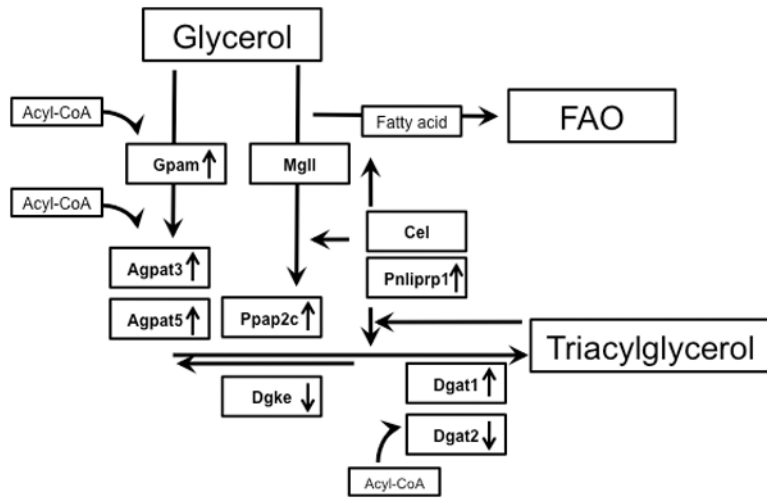 Glycerol
Acyl-CoA
Fatty acid
FAO
Gpam
Mgll
Acyl-CoA
Cel
Agpat3
Pnliprp1
Agpat5
Ppap2c
Triacylglycerol
Dgke
Dgat1
Dgat2
Acyl-CoA